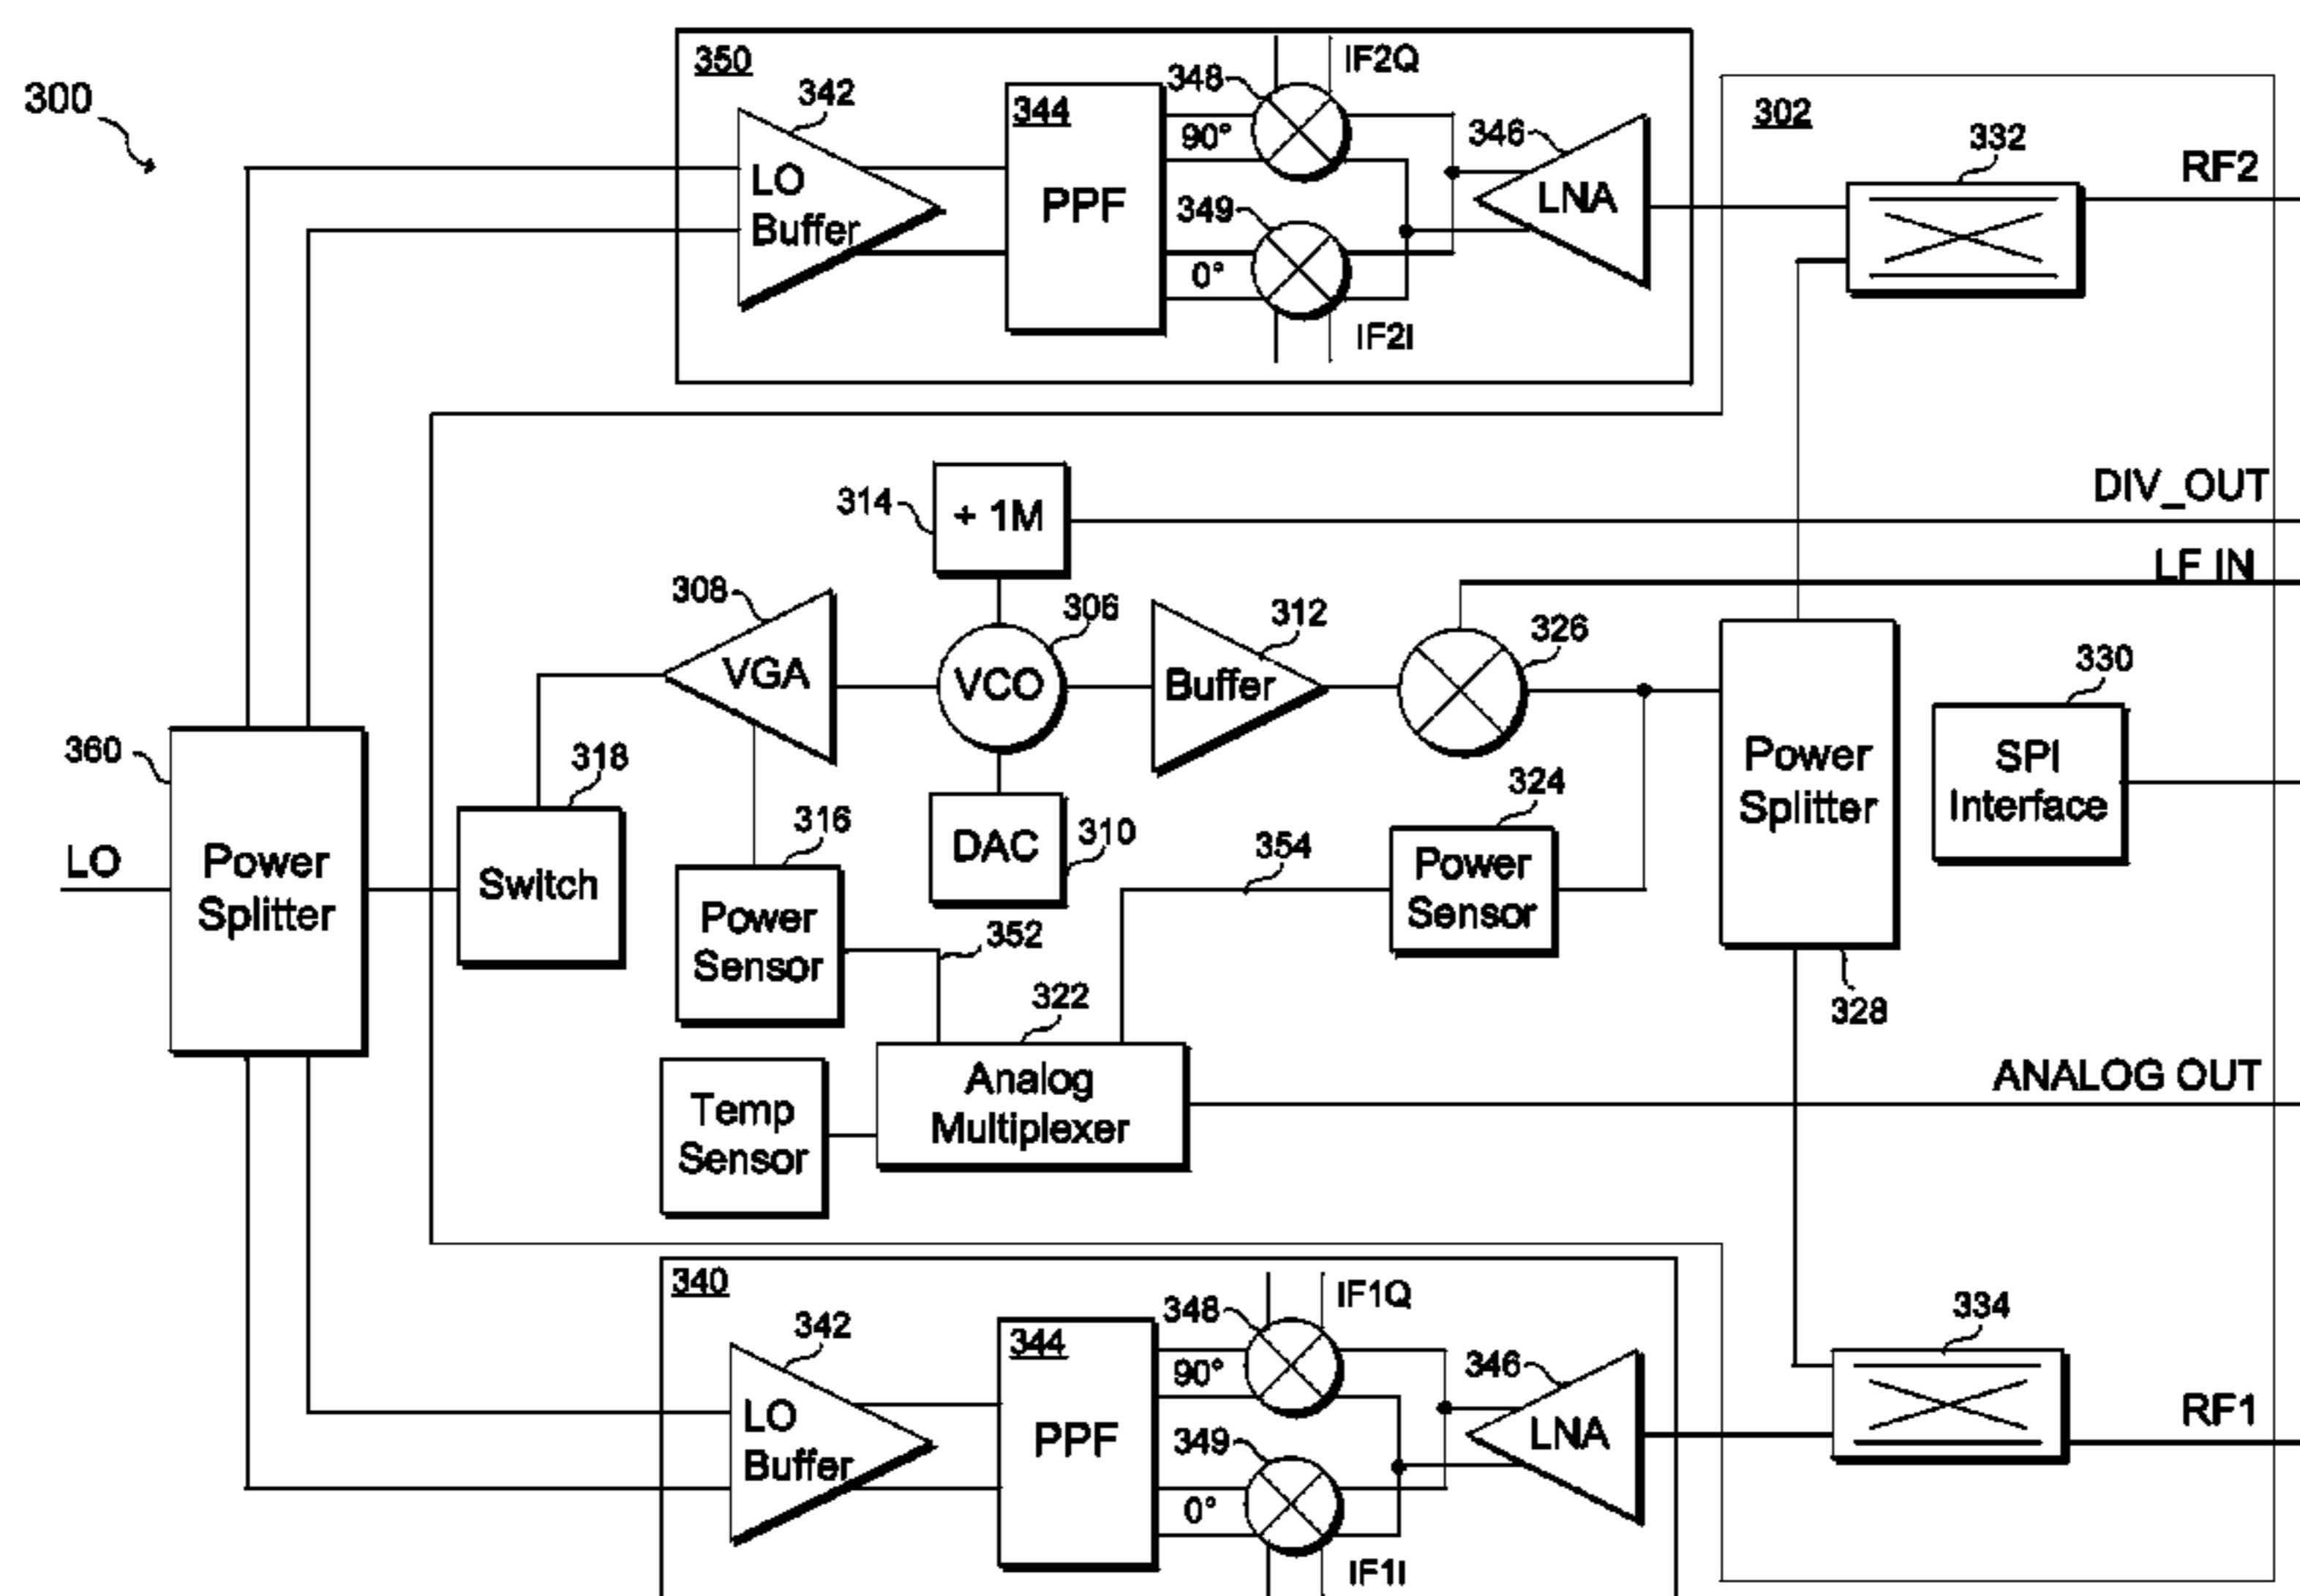 300
350
342
344
348
IF2Q
90°
LO
Buffer
PPF
349
0°
IF2I
346
LNA
302
332
RF2
DIV_OUT
314
+ 1M
LF IN
308
VGA
306
VCO
312
Buffer
326
330
SPI
Interface
360
LO
Power
Splitter
318
Switch
316
Power
Sensor
DAC
310
352
354
324
Power
Sensor
Power
Splitter
328
322
Analog
Multiplexer
Temp
Sensor
ANALOG OUT
340
342
344
348
IF1Q
90°
LO
Buffer
PPF
349
0°
IF1I
346
LNA
334
RF1